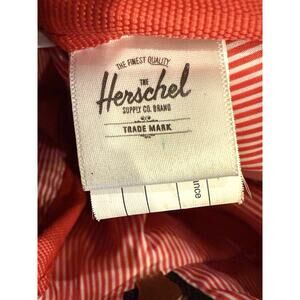 THE FINEST QUALITY
THE
Herschel
SUPPLY CO. BRAND
TRADE MARK